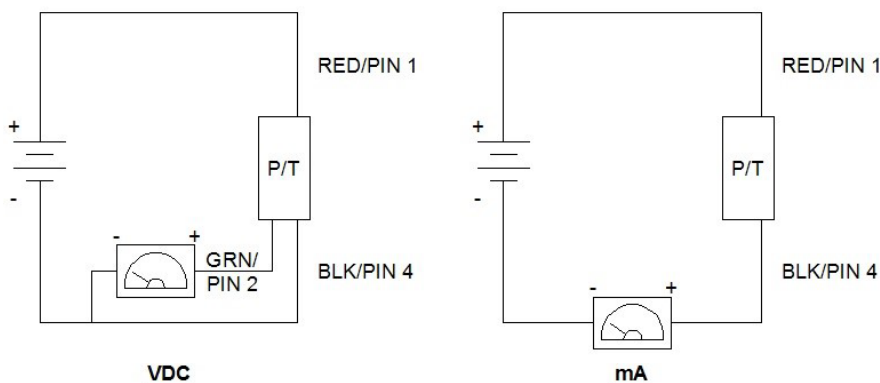 RED/PIN 1
RED/PIN 1
+
+
P/T
P/T
-
-
- +
GRN/
PIN 2
BLK/PIN 4
BLK/PIN 4
- +
VDC
mA